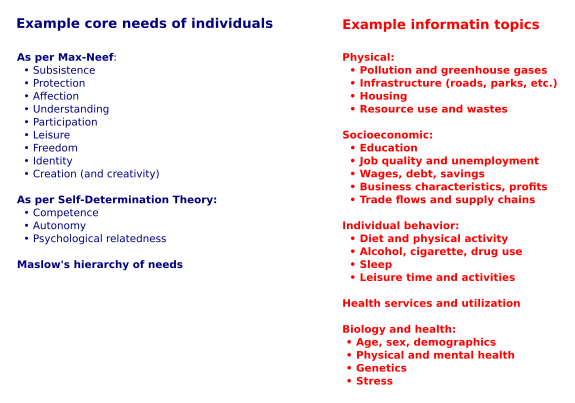 Example core needs of individuals
As per Max-Neef:
• Subsistence
• Protection
• Affection
• Understanding
• Participation
• Leisure
• Freedom
• Identity
• Creation (and creativity)
As per Self-Determination Theory:
• Competence
• Autonomy
• Psychological relatedness
Maslow's hierarchy of needs
Example informatin topics
Physical:
• Pollution and greenhouse gases
• Infrastructure (roads, parks, etc.)
• Housing
• Resource use and wastes
Socioeconomic:
• Education
• Job quality and unemployment
• Wages, debt, savings
• Business characteristics, profits
• Trade flows and supply chains
Individual behavior:
• Diet and physical activity
• Alcohol, cigarette, drug use
• Sleep
• Leisure time and activities
Health services and utilization
Biology and health:
• Age, sex, demographics
• Physical and mental health
• Genetics
• Stress